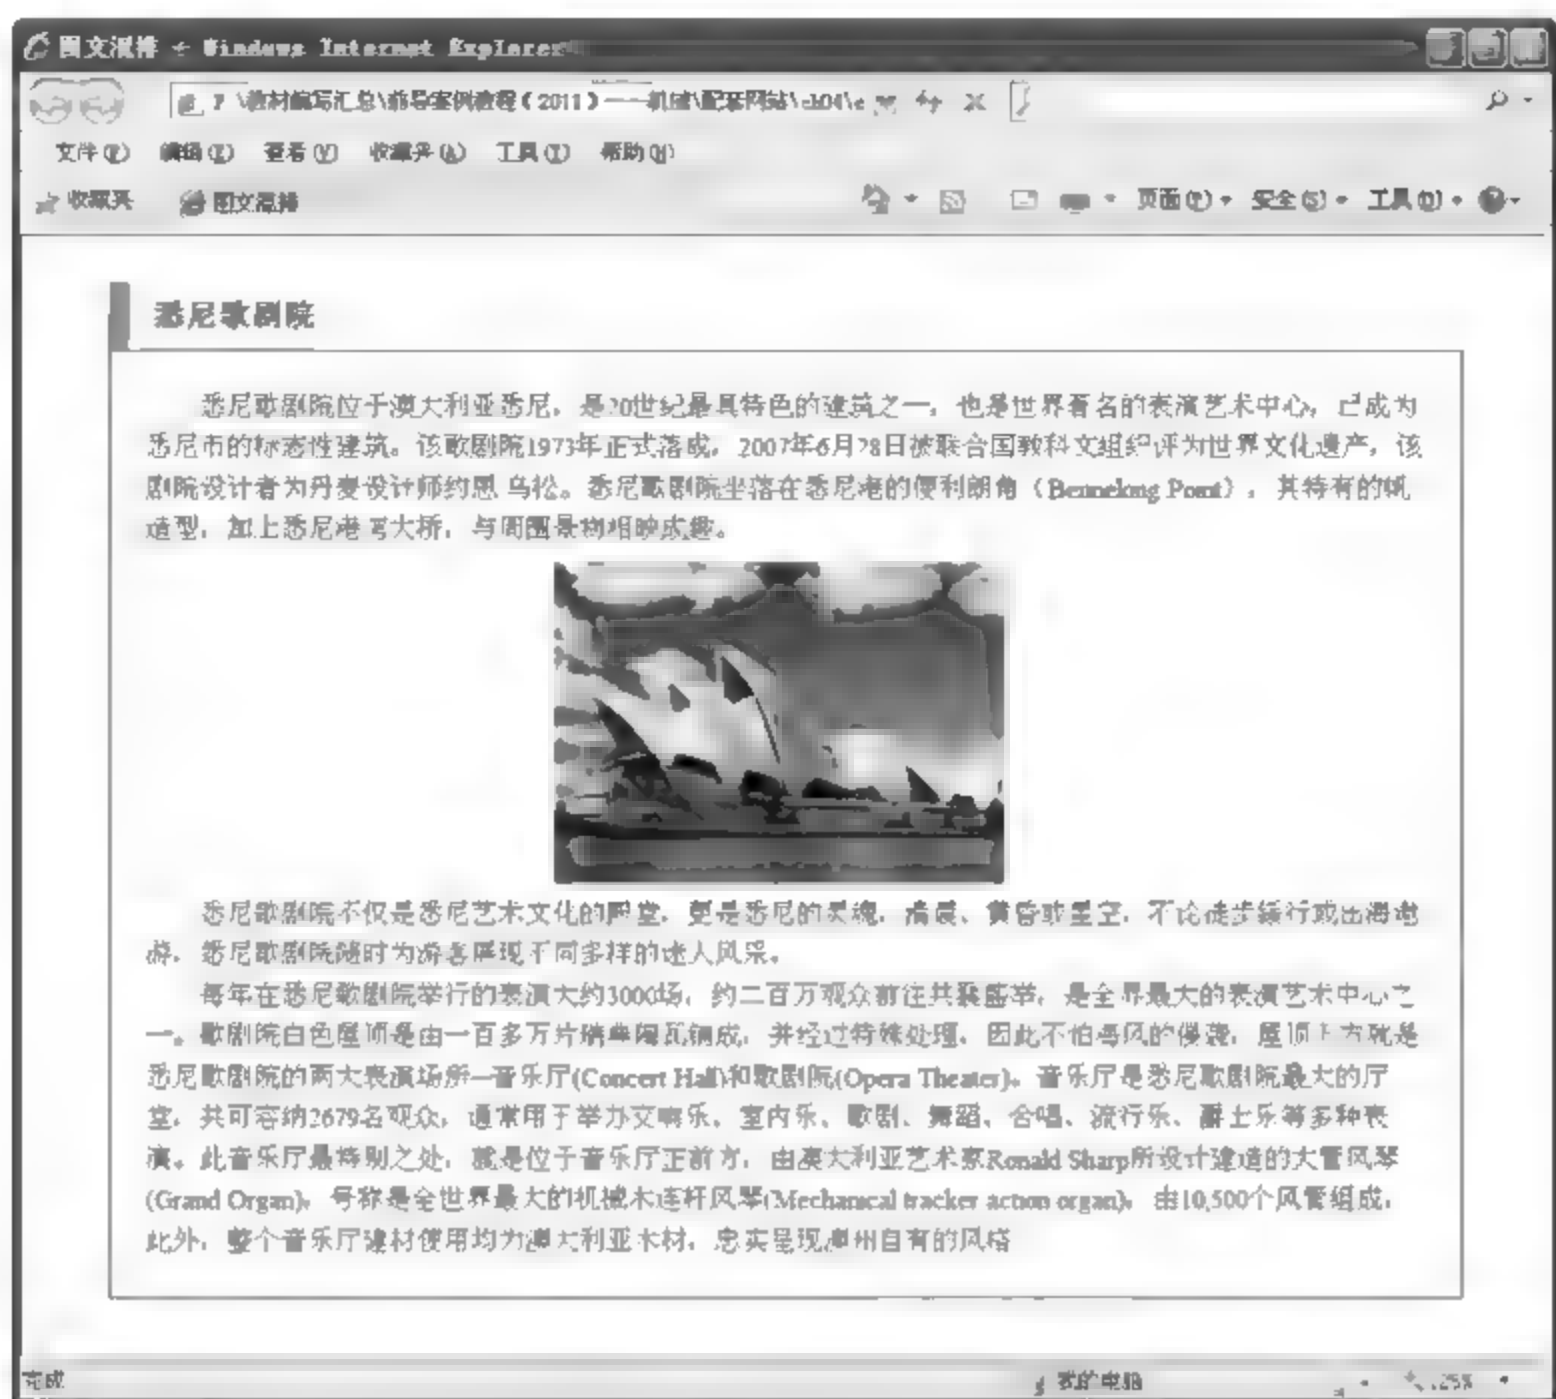 图文混排 - Windows Internet Explorer
\教材编写汇总\前导案例教程(2011)——机械\配套网站\ch04\c
文件(F) 编辑(E) 查看(V) 收藏夹(A) 工具(T) 帮助(H)
收藏夹 图文混排 页面(P) 安全(S) 工具(O)
悉尼歌剧院
悉尼歌剧院位于澳大利亚悉尼，是20世纪最具特色的建筑之一，也是世界著名的表演艺术中心，已成为
悉尼市的标志性建筑。该歌剧院1973年正式落成，2007年6月28日被联合国教科文组织评为世界文化遗产，该
剧院设计者为丹麦设计师约恩·乌松。悉尼歌剧院坐落在悉尼港的便利朗角（Bennelong Point），其特有的帆
造型，加上悉尼港弯大桥，与周围景物相映成趣。
悉尼歌剧院不仅是悉尼艺术文化的殿堂，更是悉尼的灵魂，清晨、黄昏或星空，不论徒步缓行或出海遨
游，悉尼歌剧院随时为游客展现不同多样的迷人风采。
每年在悉尼歌剧院举行的表演大约3000场，约二百万观众前往共襄盛举，是全世界最大的表演艺术中心之
一。歌剧院白色屋顶是由一百多万片瑞典陶瓦铺成，并经过特殊处理，因此不怕海风的侵袭，屋顶下方就是
悉尼歌剧院的两大表演场所—音乐厅(Concert Hall)和歌剧院(Opera Theater)。音乐厅是悉尼歌剧院最大的厅
堂，共可容纳2679名观众，通常用于举办交响乐、室内乐、歌剧、舞蹈、合唱、流行乐、爵士乐等多种表
演。此音乐厅最特别之处，就是位于音乐厅正前方，由澳大利亚艺术家Ronald Sharp所设计建造的大管风琴
(Grand Organ)，号称是全世界最大的机械木连杆风琴(Mechanical tracker action organ)，由10,500个风管组成，
此外，整个音乐厅建材使用均为澳大利亚木材，忠实呈现澳州自有的风格
完成 我的电脑 125%